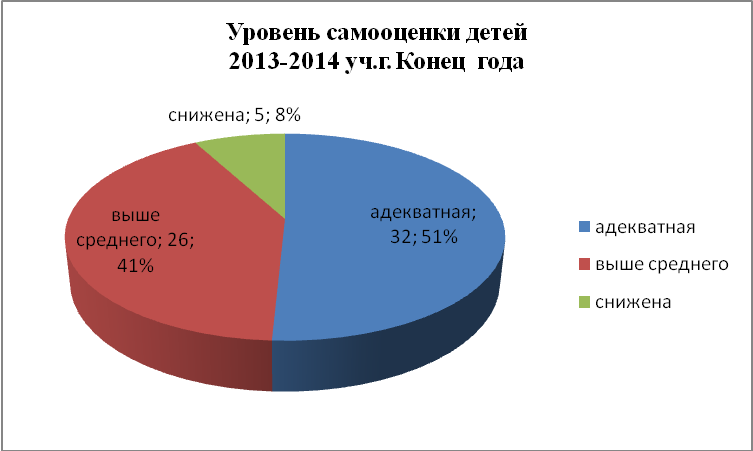 Уровень самооценки детей
2013-2014 уч.г. Конец года
снижена; 5; 8%
выше
среднего; 26;
41%
адекватная;
32; 51%
адекватная
выше среднего
снижена